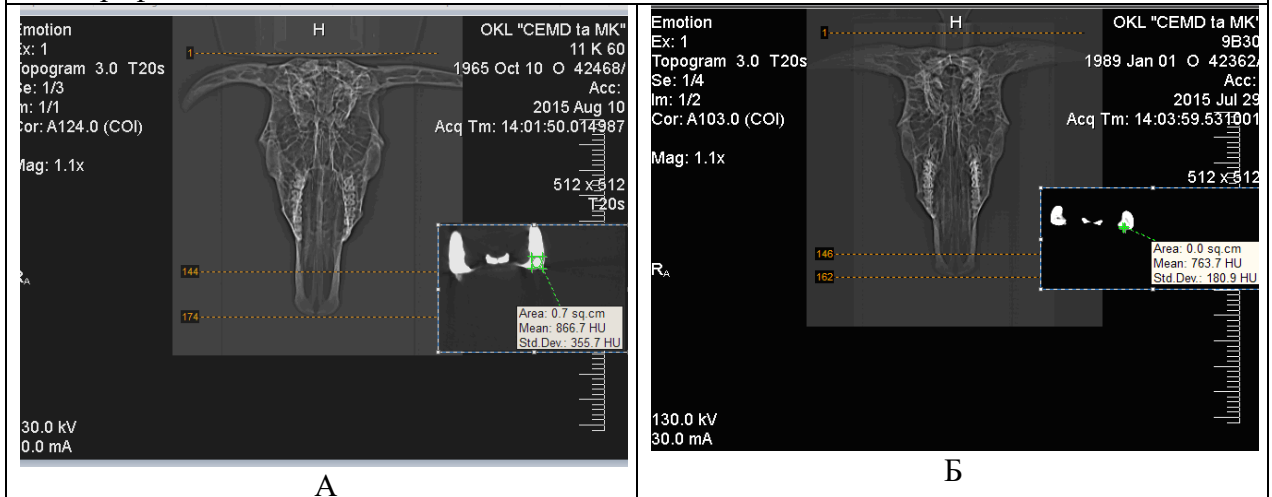 Emotion
Ex: 1
Topogram 3.0 T20s
Se: 1/3
Im: 1/1
Cor: A124.0 (COI)
Mag: 1.1x
H
OKL "CEMD ta MK"
11 K 60
1965 Oct 10 O 42468/
Acc:
2015 Aug 10
Acq Tm: 14:01:50.014987
512 x 512
T20s
1
144
174
RA
Area: 0.7 sq.cm
Mean: 866.7 HU
Std.Dev.: 355.7 HU
30.0 kV
0.0 mA
А
Emotion
Ex: 1
Topogram 3.0 T20s
Se: 1/4
Im: 1/2
Cor: A103.0 (COI)
Mag: 1.1x
H
OKL "CEMD ta MK"
9B30
1989 Jan 01 O 42362/
Acc:
2015 Jul 29
Acq Tm: 14:03:59.531001
512 x 512
1
146
162
RA
Area: 0.0 sq.cm
Mean: 763.7 HU
Std.Dev.: 180.9 HU
130.0 kV
30.0 mA
Б